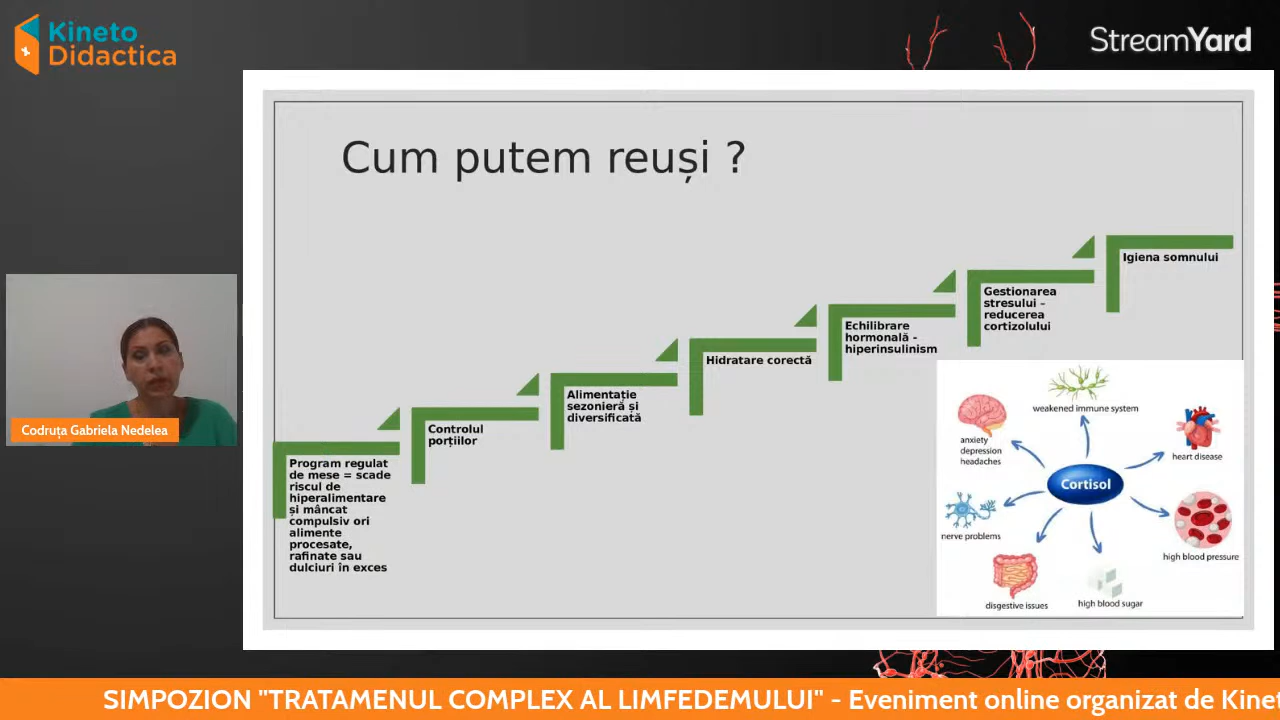 Kineto
Didactica
StreamYard
Cum putem reuși ?
Program regulat
de mese = scade
riscul de
hiperalimentare
și mâncat
compulsiv ori
alimente
procesate,
rafinate sau
dulciuri în exces
Controlul
porțiilor
Alimentație
sezonieră și
diversificată
Hidratare corectă
Echilibrare
hormonală -
hiperinsulinism
Gestionarea
stresului –
reducerea
cortizolului
Igiena somnului
weakened immune system
anxiety
depression
headaches
heart disease
Cortisol
nerve problems
high blood pressure
disgestive issues
high blood sugar
Codruța Gabriela Nedelea
SIMPOZION "TRATAMENUL COMPLEX AL LIMFEDEMULUI" - Eveniment online organizat de Kinet